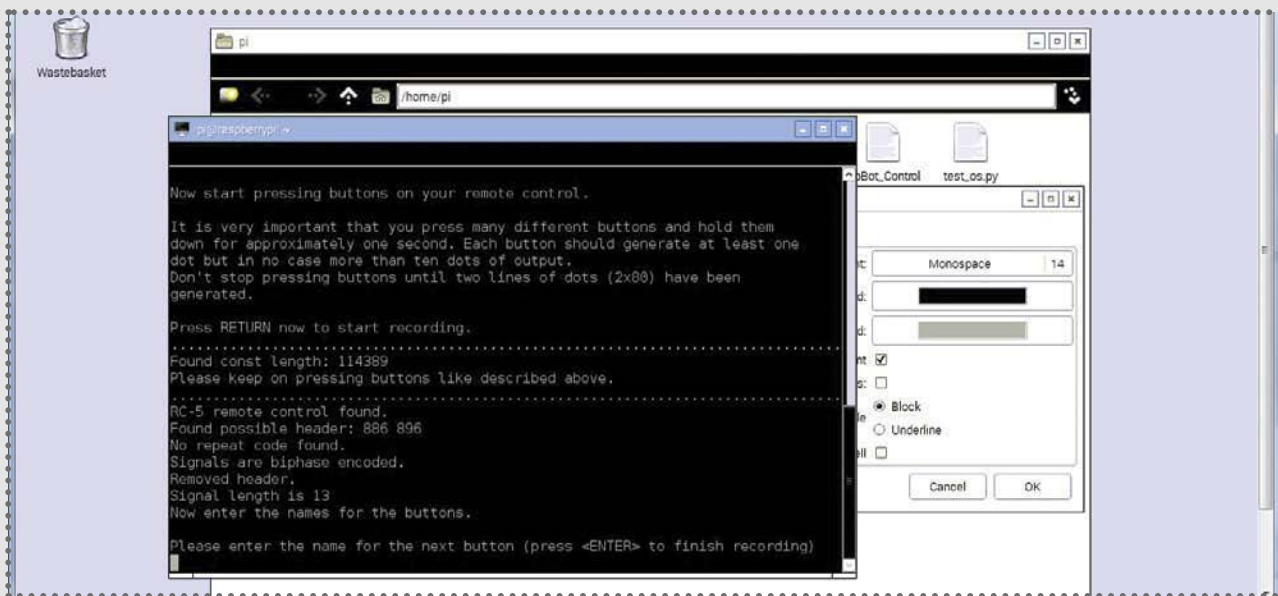 Wastebasket
pi
/home/pi
pi@raspberrypi: ~
oBot_Control
test_os.py
Now start pressing buttons on your remote control.
It is very important that you press many different buttons and hold them
down for approximately one second. Each button should generate at least one
dot but in no case more than ten dots of output.
Don't stop pressing buttons until two lines of dots (2x80) have been
generated.
Press RETURN now to start recording.
................................................................................
Found const length: 114389
Please keep on pressing buttons like described above.
................................................................................
RC-5 remote control found.
Found possible header: 886 896
No repeat code found.
Signals are biphase encoded.
Removed header.
Signal length is 13
Now enter the names for the buttons.
Please enter the name for the next button (press <ENTER> to finish recording)
nt: Monospace 14
d:
d:
nt
s:
Block
le
Underline
ell
Cancel OK